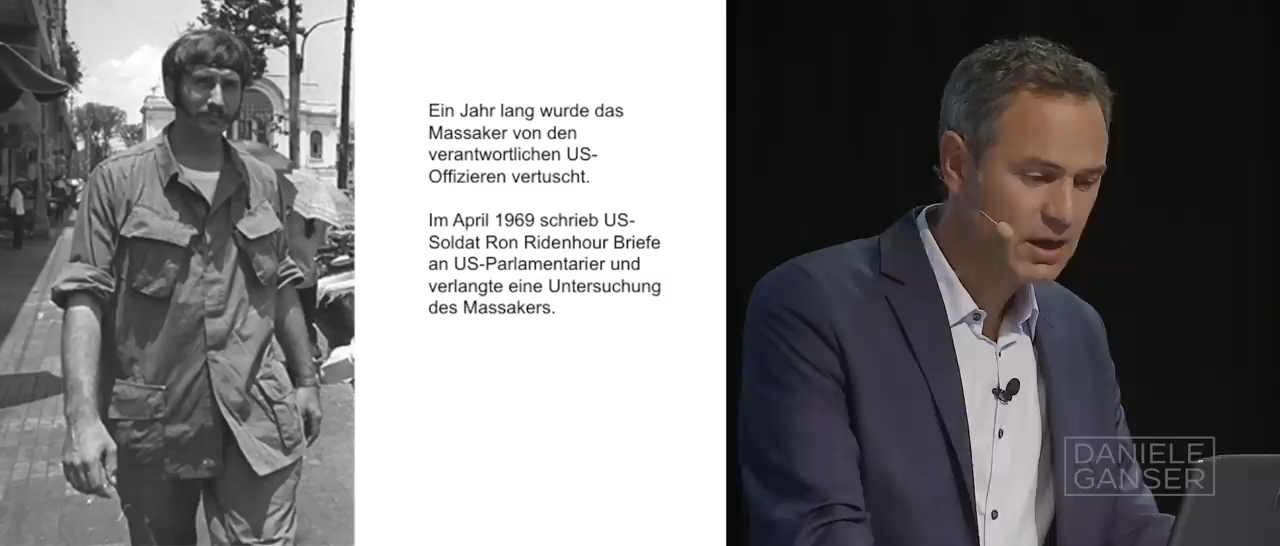 Ein Jahr lang wurde das
Massaker von den
verantwortlichen US-
Offizieren vertuscht.
Im April 1969 schrieb US-
Soldat Ron Ridenhour Briefe
an US-Parlamentarier und
verlangte eine Untersuchung
des Massakers.
DANIELE
GANSER